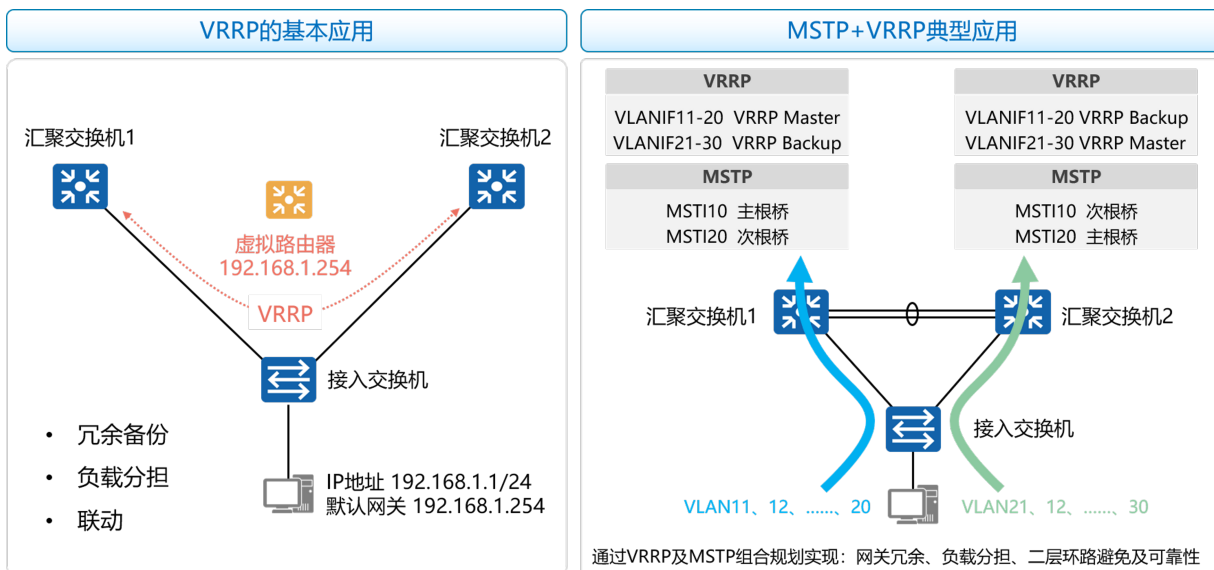 VRRP的基本应用
汇聚交换机1
汇聚交换机2
虚拟路由器
192.168.1.254
VRRP
接入交换机
• 冗余备份
• 负载分担
• 联动
IP地址 192.168.1.1/24
默认网关 192.168.1.254
MSTP+VRRP典型应用
VRRP
VLANIF11-20 VRRP Master
VLANIF21-30 VRRP Backup
MSTP
MSTI10 主根桥
MSTI20 次根桥
VRRP
VLANIF11-20 VRRP Backup
VLANIF21-30 VRRP Master
MSTP
MSTI10 次根桥
MSTI20 主根桥
汇聚交换机1
汇聚交换机2
接入交换机
VLAN11、12、......、20
VLAN21、12、......、30
通过VRRP及MSTP组合规划实现：网关冗余、负载分担、二层环路避免及可靠性